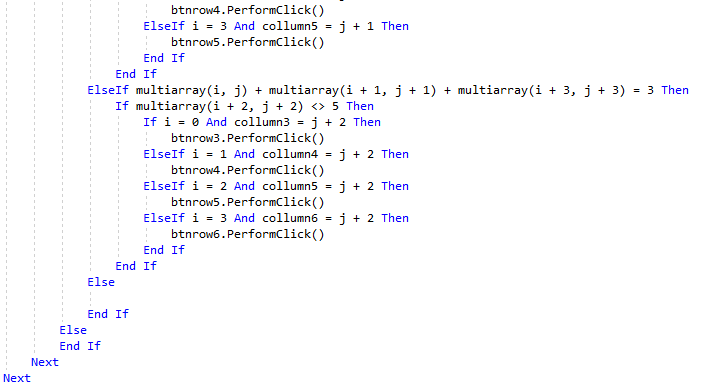 btnrow4.PerformClick()
ElseIf i = 3 And collumn5 = j + 1 Then
btnrow5.PerformClick()
End If
End If
ElseIf multiarray(i, j) + multiarray(i + 1, j + 1) + multiarray(i + 3, j + 3) = 3 Then
If multiarray(i + 2, j + 2) <> 5 Then
If i = 0 And collumn3 = j + 2 Then
btnrow3.PerformClick()
ElseIf i = 1 And collumn4 = j + 2 Then
btnrow4.PerformClick()
ElseIf i = 2 And collumn5 = j + 2 Then
btnrow5.PerformClick()
ElseIf i = 3 And collumn6 = j + 2 Then
btnrow6.PerformClick()
End If
End If
Else
End If
Else
End If
Next
Next